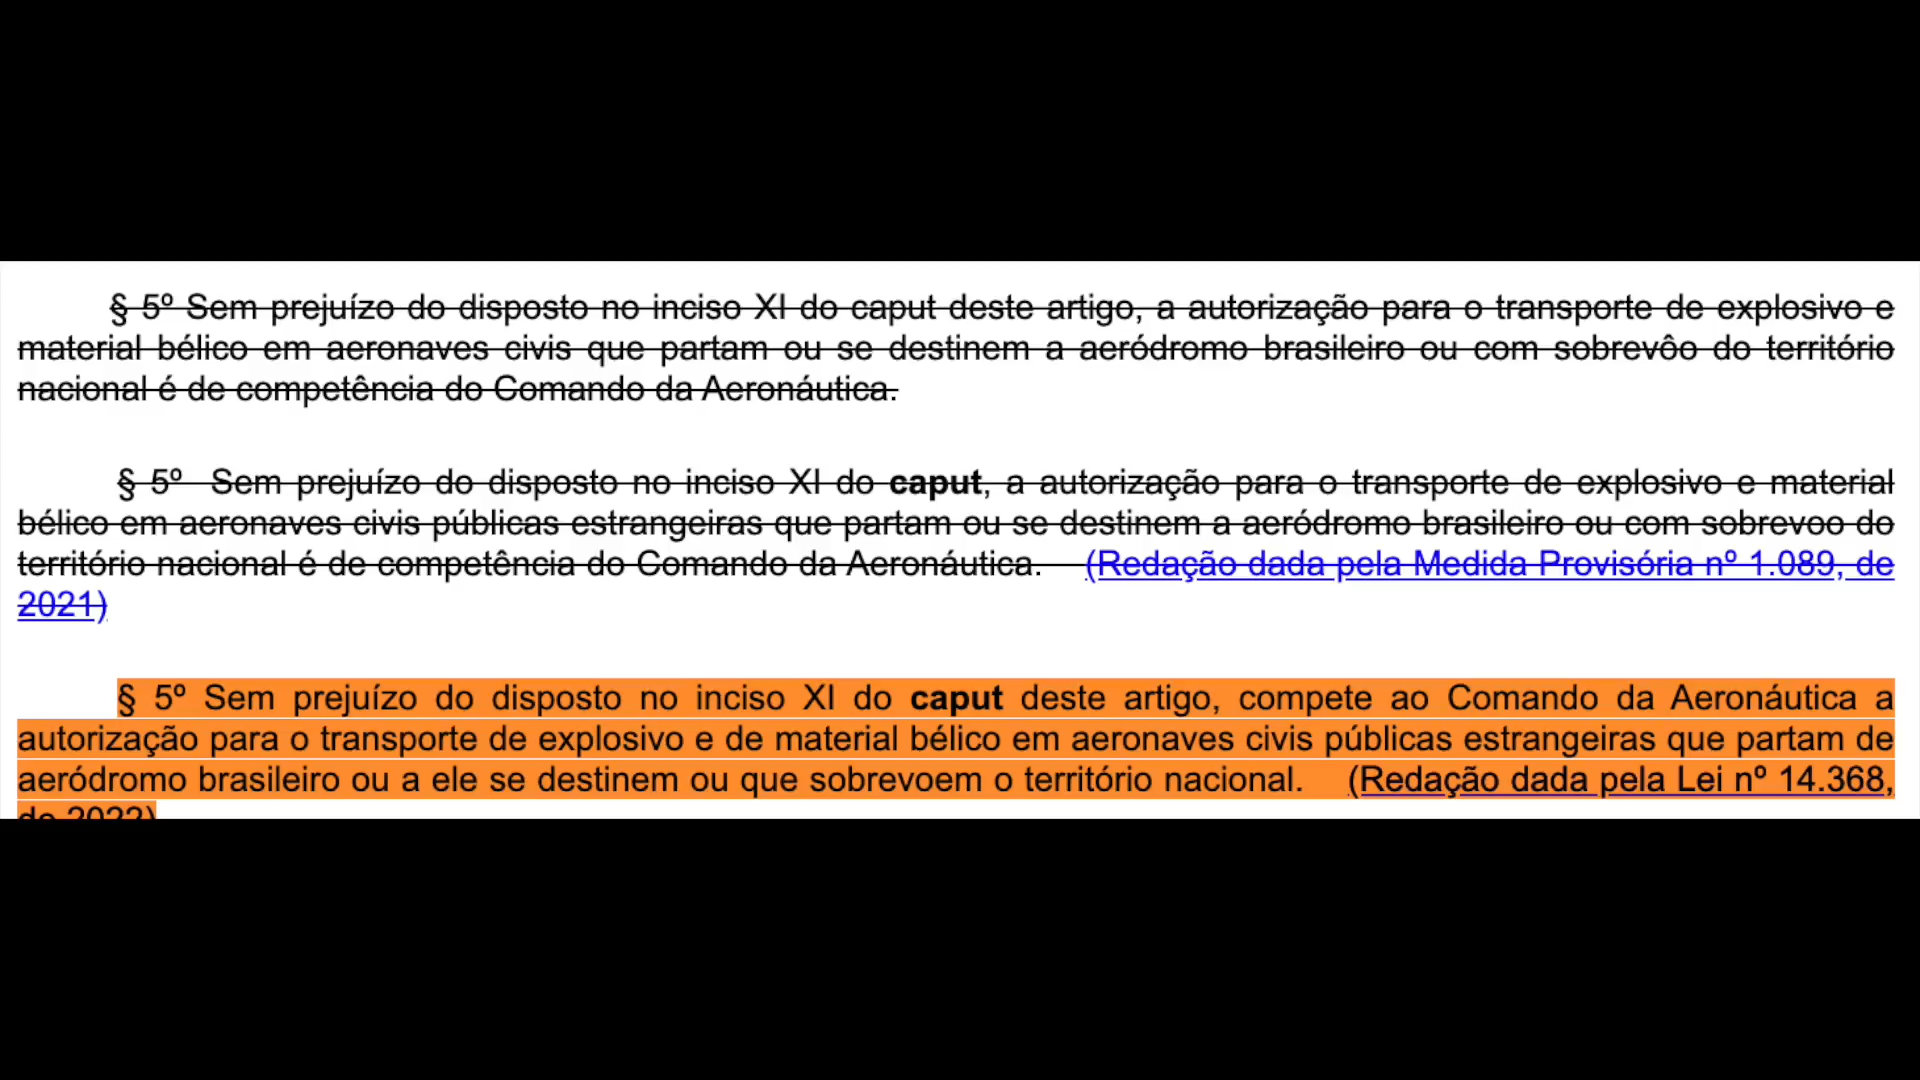 § 5º Sem prejuízo do disposto no inciso XI do caput deste artigo, a autorização para o transporte de explosivo e
material bélico em aeronaves civis que partam ou se destinem a aeródromo brasileiro ou com sobrevôo do território
nacional é de competência do Comando da Aeronáutica.
§ 5º Sem prejuízo do disposto no inciso XI do caput, a autorização para o transporte de explosivo e material
bélico em aeronaves civis públicas estrangeiras que partam ou se destinem a aeródromo brasileiro ou com sobrevoo do
território nacional é de competência do Comando da Aeronáutica. (Redação dada pela Medida Provisória nº 1.089, de
2021)
§ 5º Sem prejuízo do disposto no inciso XI do caput deste artigo, compete ao Comando da Aeronáutica a
autorização para o transporte de explosivo e de material bélico em aeronaves civis públicas estrangeiras que partam de
aeródromo brasileiro ou a ele se destinem ou que sobrevoem o território nacional. (Redação dada pela Lei nº 14.368,
de 2022)